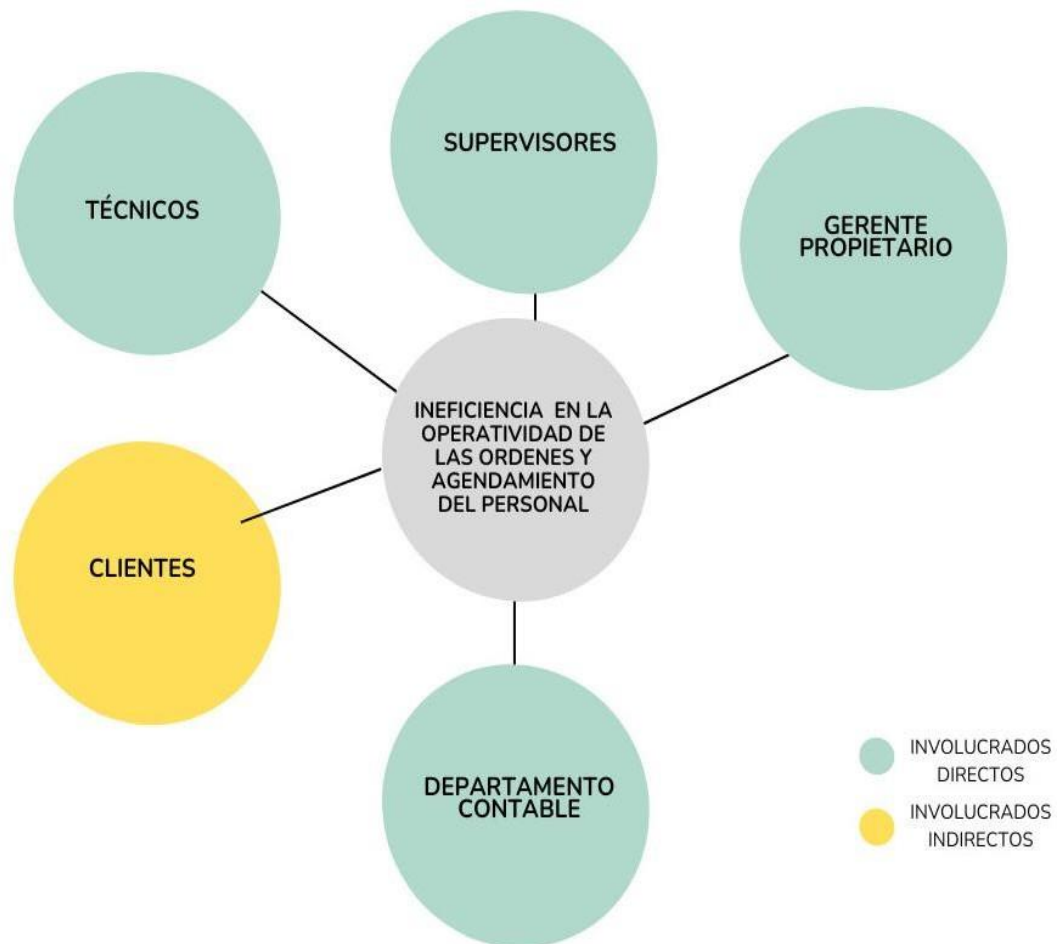 SUPERVISORES
TÉCNICOS
GERENTE
PROPIETARIO
INEFICIENCIA EN LA
OPERATIVIDAD DE
LAS ORDENES Y
AGENDAMIENTO
DEL PERSONAL
CLIENTES
DEPARTAMENTO
CONTABLE
INVOLUCRADOS
DIRECTOS
INVOLUCRADOS
INDIRECTOS